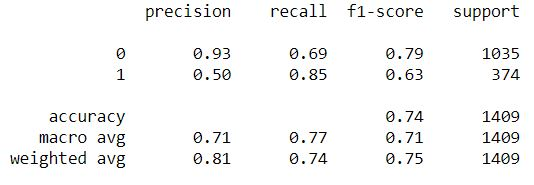 precision recall f1-score support
0 0.93 0.69 0.79 1035
1 0.50 0.85 0.63 374
accuracy 0.74 1409
macro avg 0.71 0.77 0.71 1409
weighted avg 0.81 0.74 0.75 1409